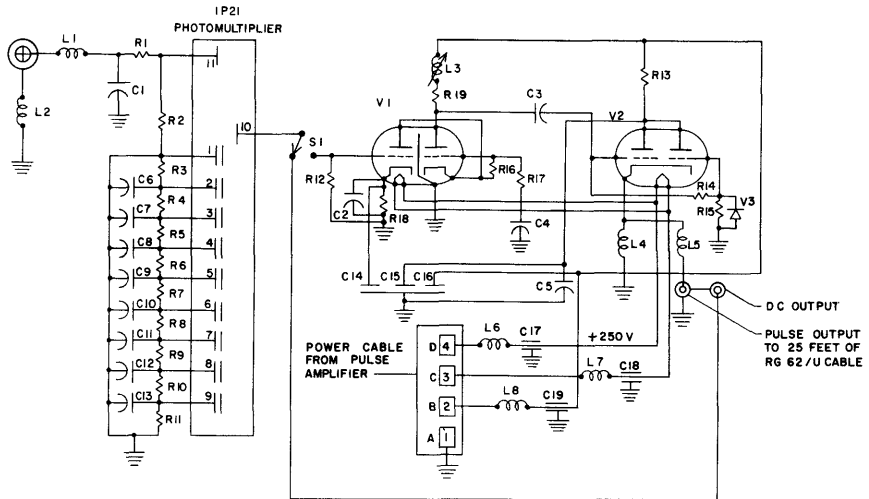 1P21
PHOTOMULTIPLIER
L1
R1
11
C1
L2
R2
10
S1
1
R3
C6
2
R4
C7
3
R5
C8
4
R6
C9
5
R7
C10
6
R8
C11
7
R9
C12
8
R10
C13
9
R11
L3
R19
V1
C3
R13
V2
R12
C2
R18
R16
R17
C4
R14
R15
V3
L4
L5
C14
C15
C16
C5
DC OUTPUT
PULSE OUTPUT
TO 25 FEET OF
RG 62/U CABLE
POWER CABLE
FROM PULSE
AMPLIFIER
D 4
L6
C17
+250V
C 3
L7
C18
B 2
L8
C19
A 1